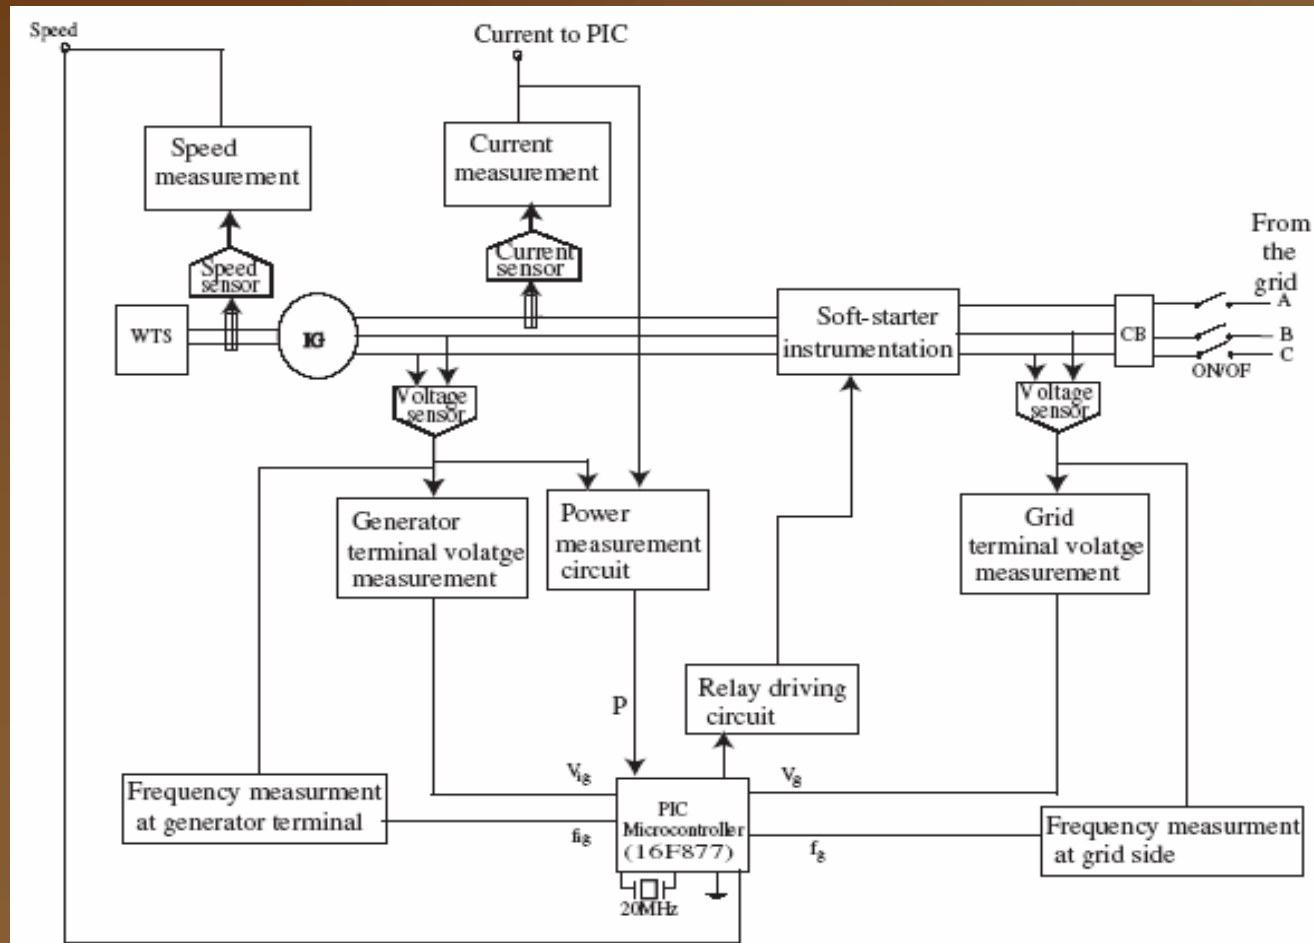 Speed
Current to PIC
Speed
measurement
Current
measurement
From
the
grid
Speed
sensor
Current
sensor
A
WTS
IG
Soft-starter
instrumentation
CB
B
C
ON/OF
Voltage
sensor
Voltage
sensor
Generator
terminal volatge
measurement
Power
measurement
circuit
Grid
terminal volatge
measurement
P
Relay driving
circuit
Vig
Vg
Frequency measurment
at generator terminal
PIC
Microcontroller
(16F877)
fig
fg
Frequency measurment
at grid side
20MHz